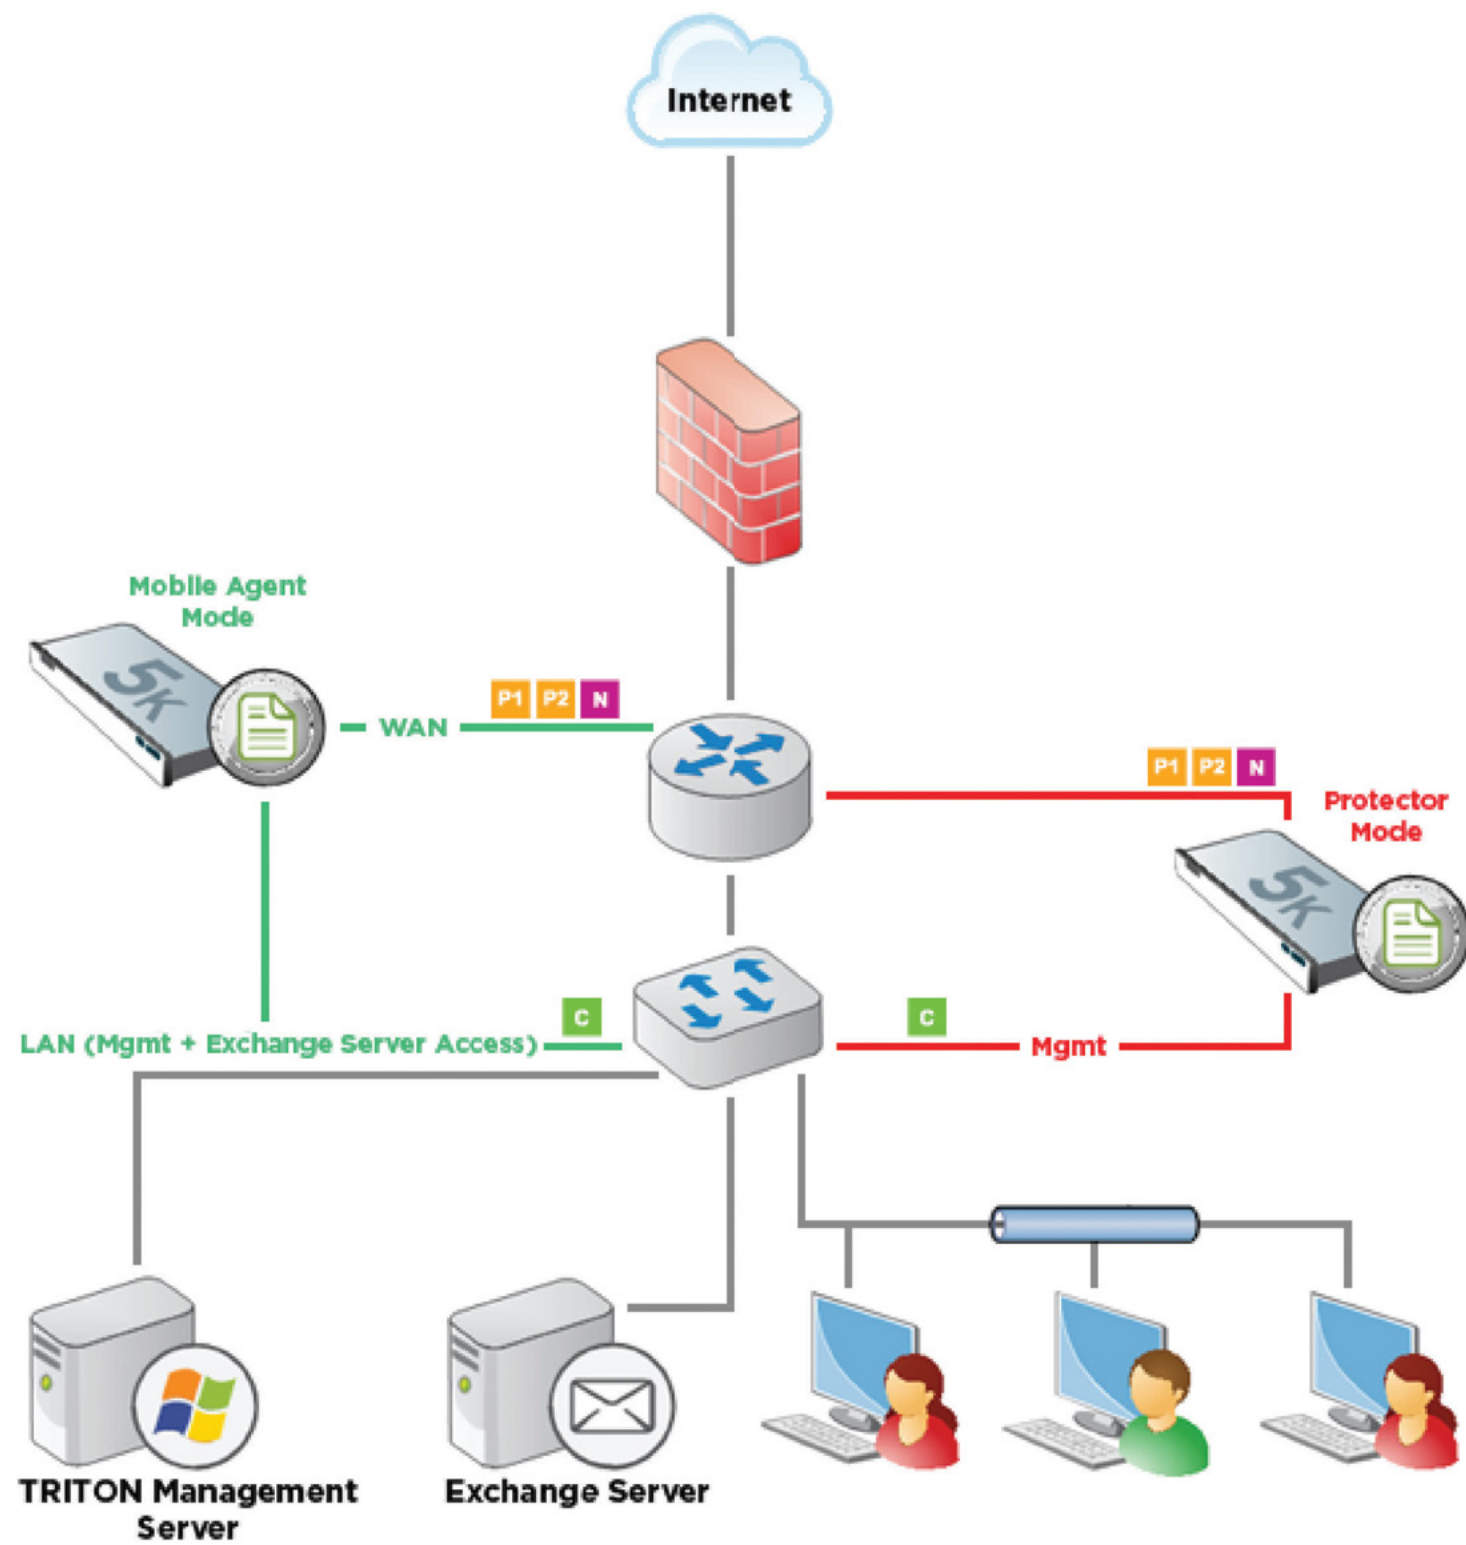 Internet
Mobile Agent
Mode
5K
P1 P2 N
WAN
P1 P2 N
Protector
Mode
5K
C
C
LAN (Mgmt + Exchange Server Access)
Mgmt
TRITON Management
Server
Exchange Server